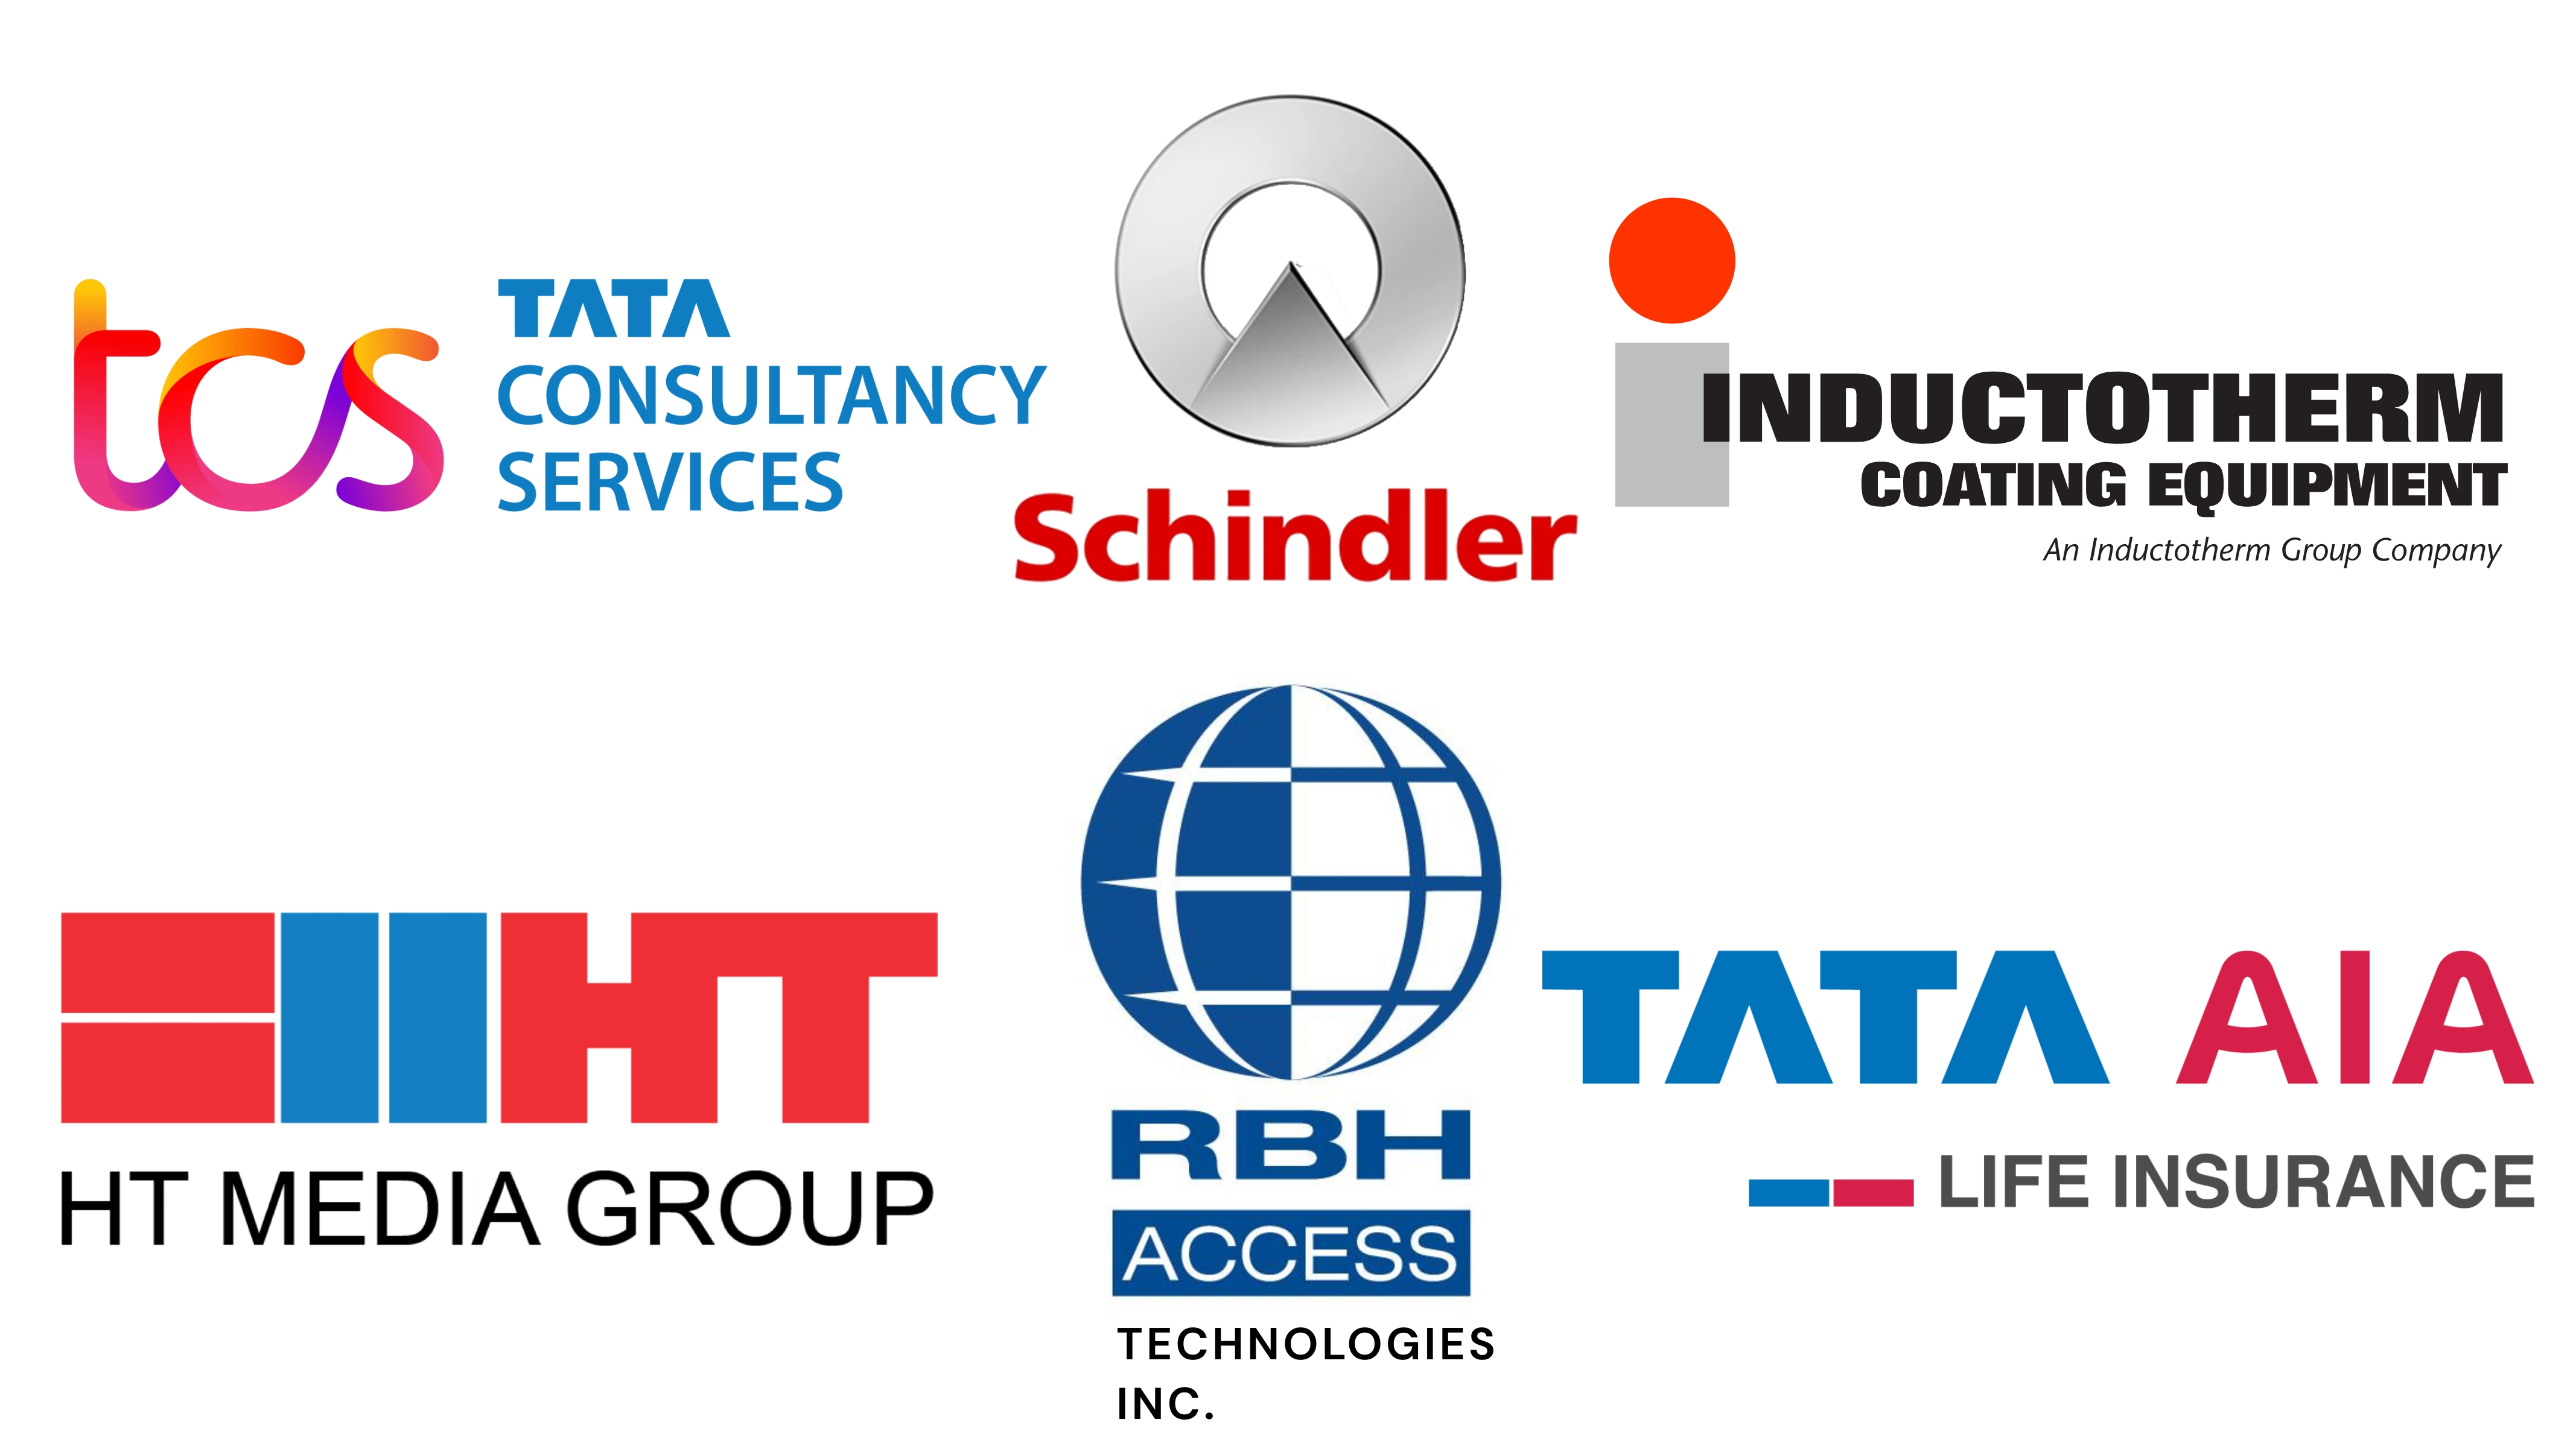 tcs
TATA
CONSULTANCY
SERVICES
Schindler
INDUCTOTHERM
COATING EQUIPMENT
An Inductotherm Group Company
HT
HT MEDIA GROUP
RBH
ACCESS
TECHNOLOGIES
INC.
TATA AIA
LIFE INSURANCE